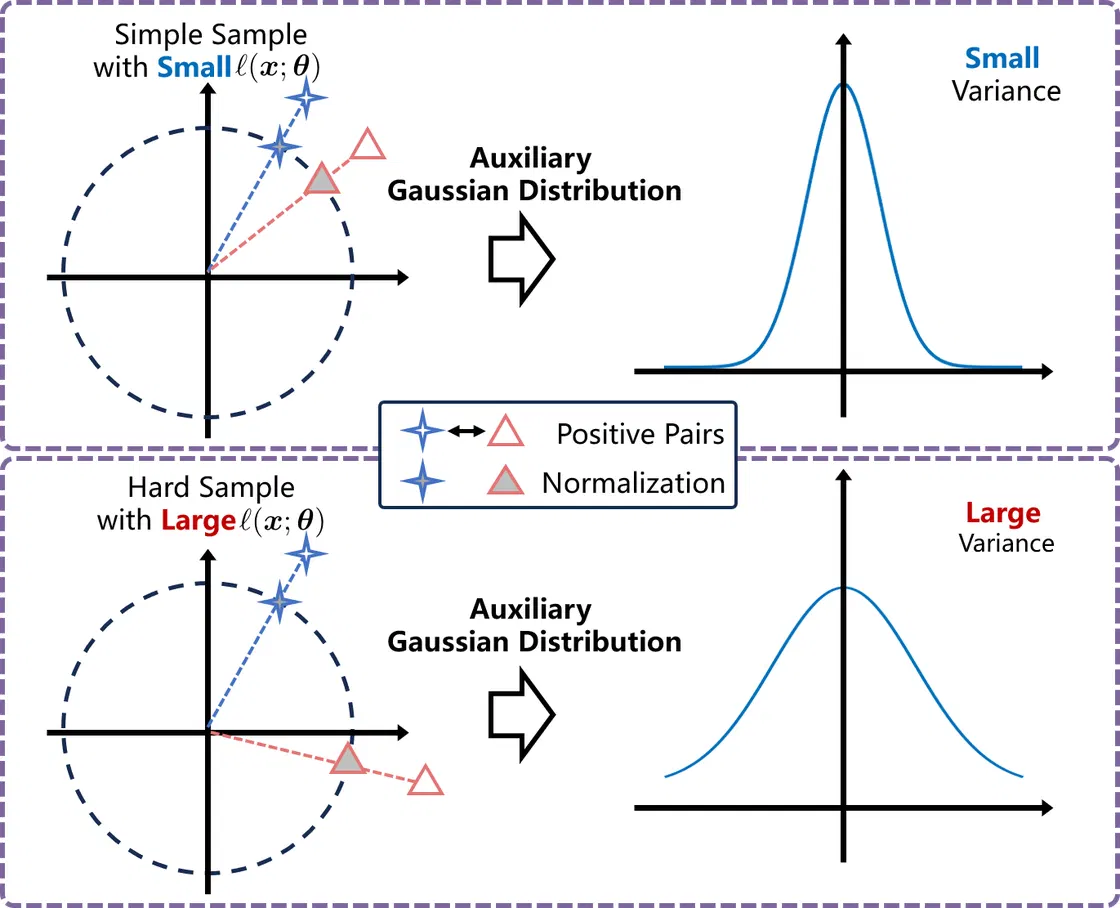 Simple Sample
with Small ℓ(x; θ)
Auxiliary
Gaussian Distribution
Small
Variance
Positive Pairs
Normalization
Hard Sample
with Large ℓ(x; θ)
Auxiliary
Gaussian Distribution
Large
Variance